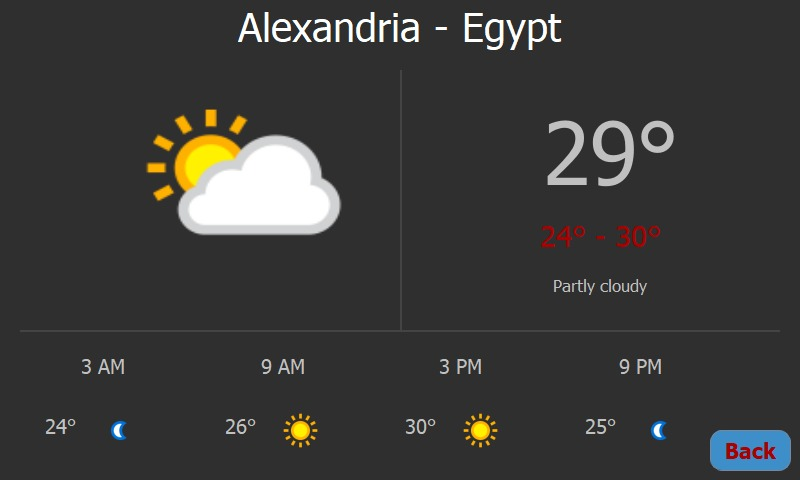 Alexandria - Egypt
29°
24° - 30°
Partly cloudy
3 AM 9 AM 3 PM 9 PM
24° 26° 30° 25°
Back